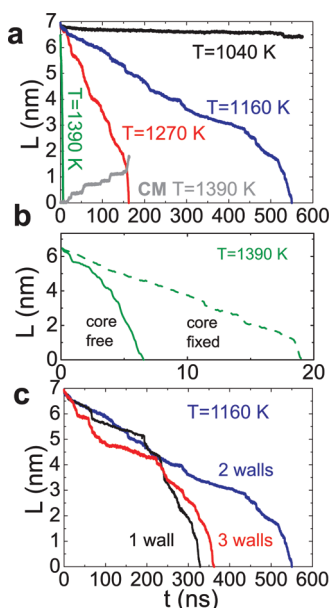 a
7
6
5
4
3
2
1
0
L (nm)
T=1040 K
T=1160 K
T=1270 K
T=1390 K
CM T=1390 K
0 100 200 300 400 500 600
b
8
6
4
2
0
L (nm)
T=1390 K
core
free
core
fixed
0 10 20
c
7
6
5
4
3
2
1
0
L (nm)
T=1160 K
2 walls
1 wall
3 walls
0 100 200 300 400 500 600
t (ns)